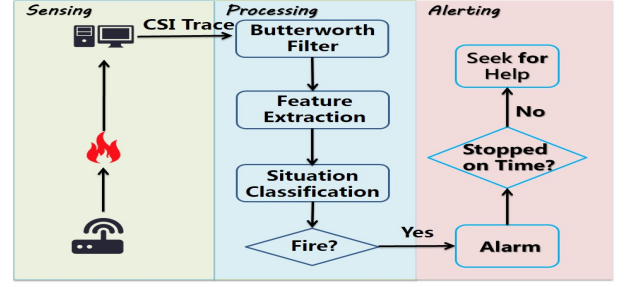 Sensing
CSI Trace
Processing
Butterworth
Filter
Feature
Extraction
Situation
Classification
Fire?
Yes
Alerting
Seek for
Help
No
Stopped
on Time?
Alarm